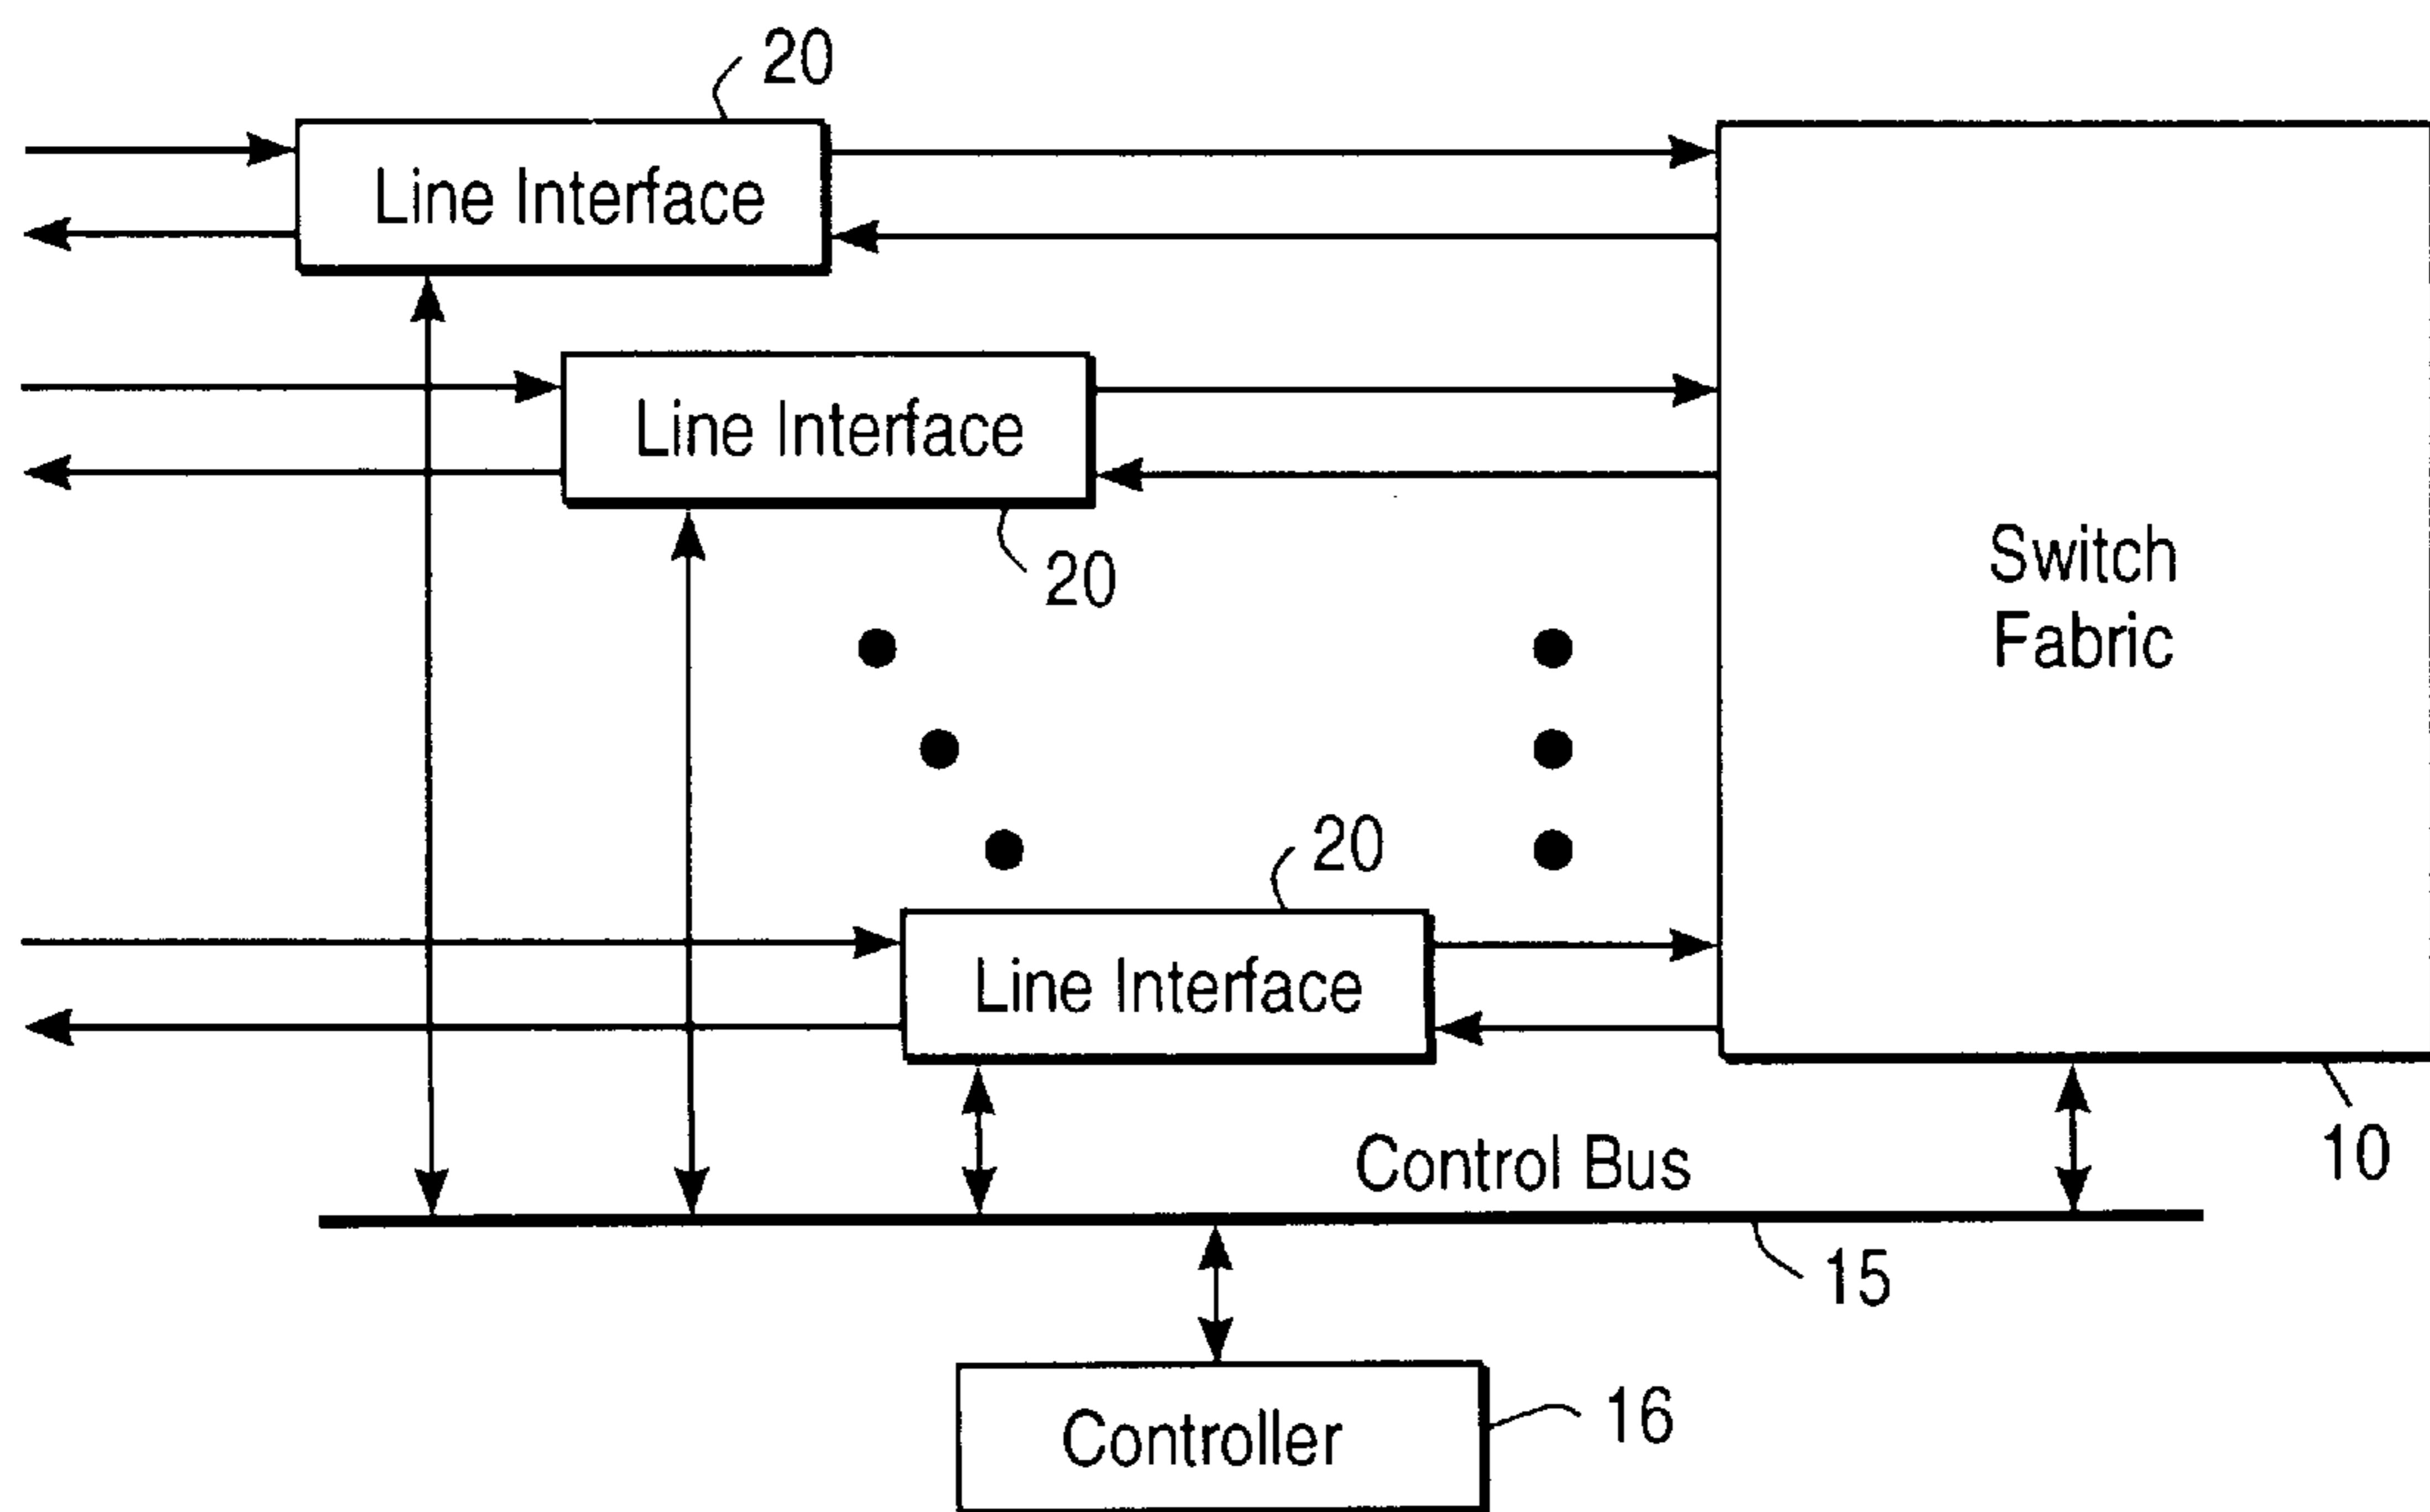 20
Line Interface
Line Interface
20
Switch
Fabric
20
Line Interface
Control Bus
10
15
Controller
16